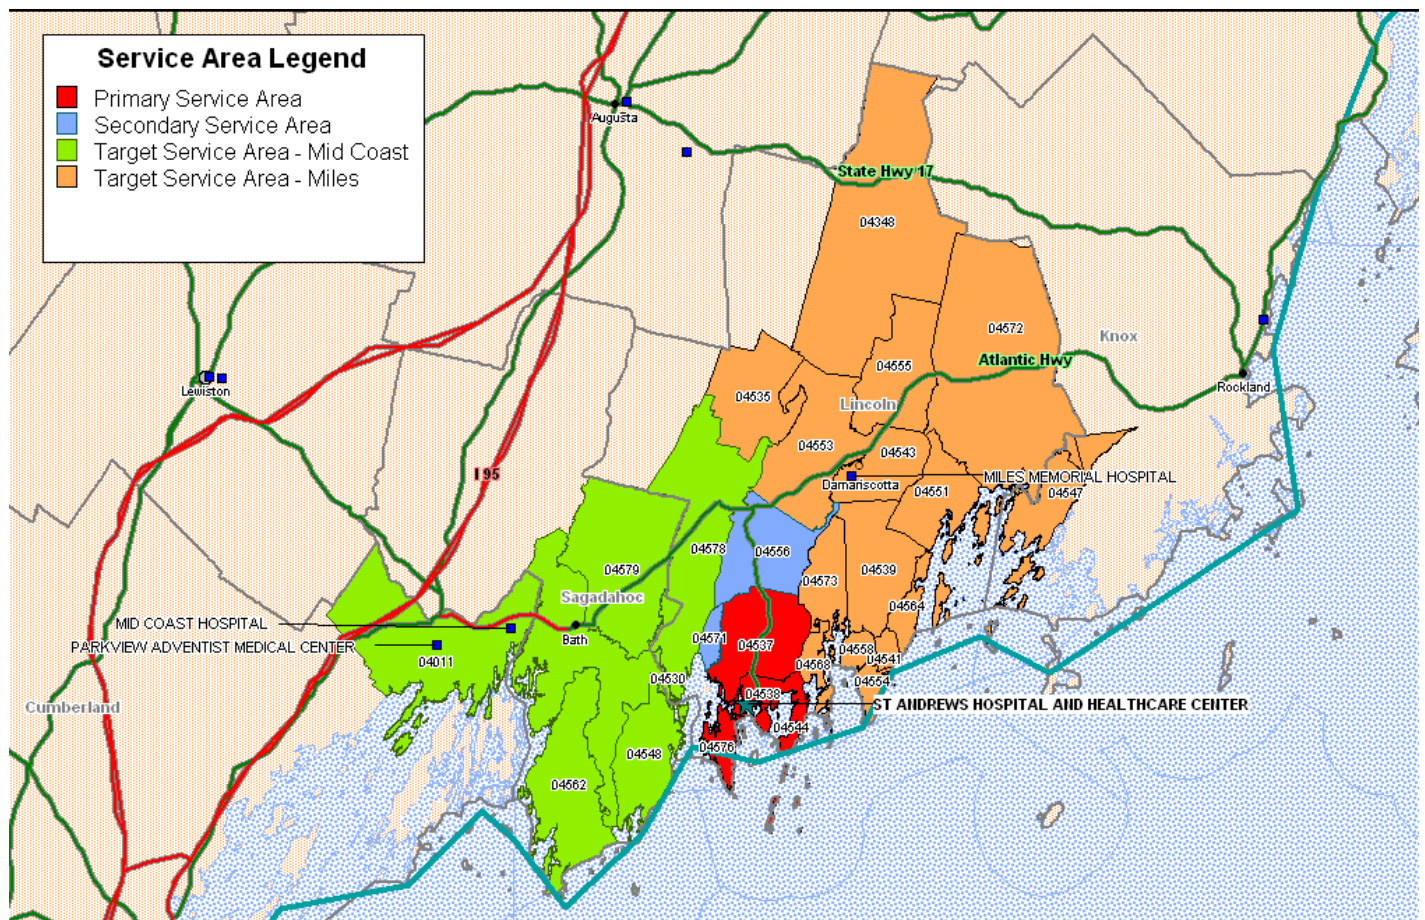 Service Area Legend
Primary Service Area
Secondary Service Area
Target Service Area - Mid Coast
Target Service Area - Miles
Augusta
State Hwy 17
04348
04572
Knox
Atlantic Hwy
04555
Rockland
Lewiston
04535
Lincoln
04553
04543
I 95
Damariscotta
MILES MEMORIAL HOSPITAL
04551
04547
04578
04556
04579
04573
04539
Sagadahoc
04564
MID COAST HOSPITAL
Bath
04571
PARKVIEW ADVENTIST MEDICAL CENTER
04537
04558
04011
04568
04541
04530
04554
04538
Cumberland
ST ANDREWS HOSPITAL AND HEALTHCARE CENTER
04544
04576
04548
04562